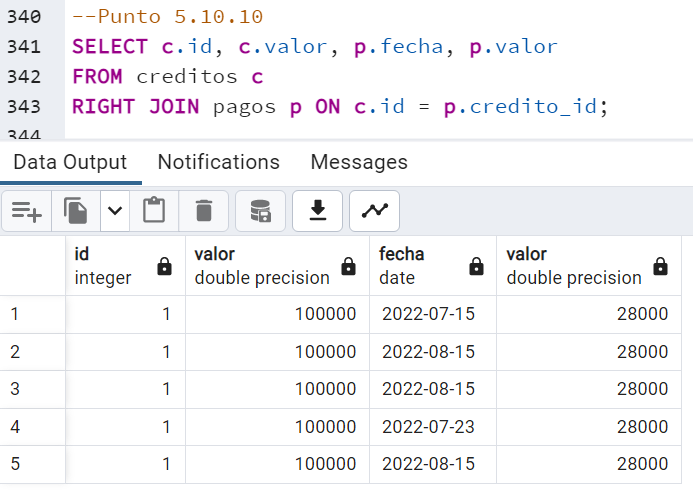 340 --Punto 5.10.10
341 SELECT c.id, c.valor, p.fecha, p.valor
342 FROM creditos c
343 RIGHT JOIN pagos p ON c.id = p.credito_id;
344
Data Output Notifications Messages
id valor fecha valor
integer double precision date double precision
1 1 100000 2022-07-15 28000
2 1 100000 2022-08-15 28000
3 1 100000 2022-08-15 28000
4 1 100000 2022-07-23 28000
5 1 100000 2022-08-15 28000